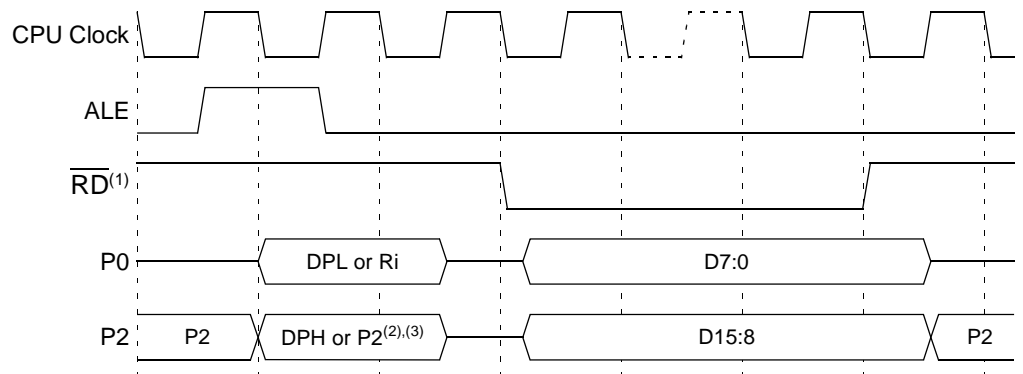 CPU Clock
ALE
RD(1)
P0 DPL or Ri D7:0
P2 P2 DPH or P2(2),(3) D15:8 P2